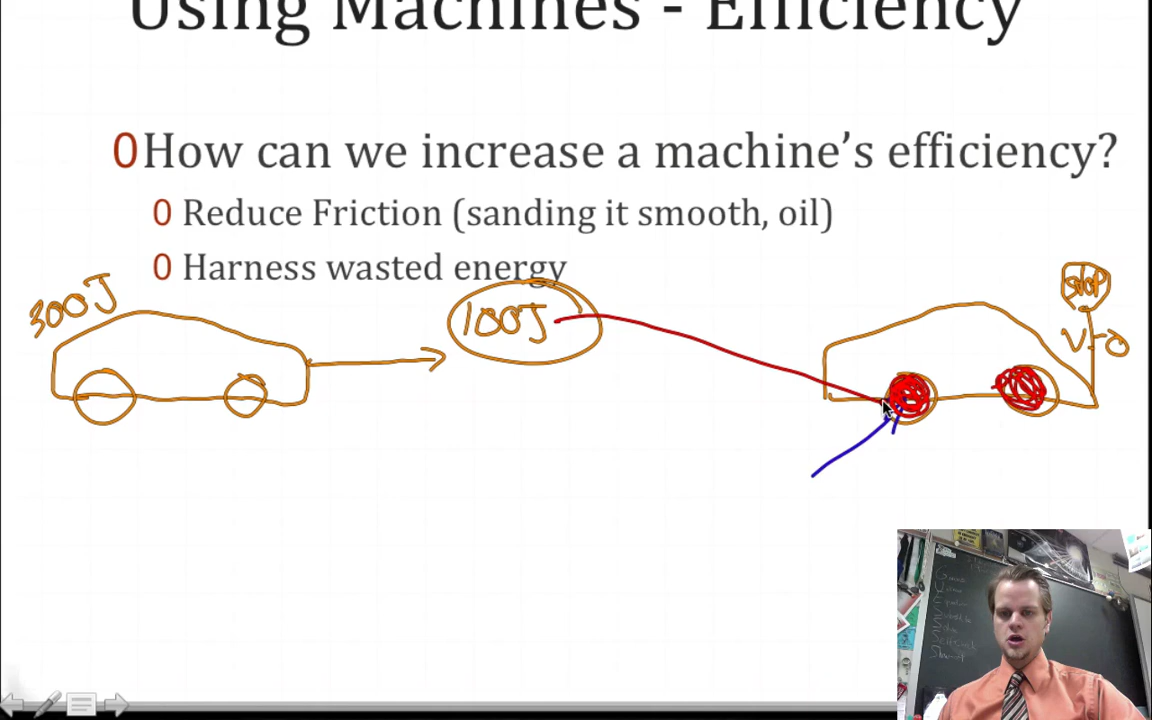 Using Machines - Efficiency
How can we increase a machine's efficiency?
Reduce Friction (sanding it smooth, oil)
Harness wasted energy
300J
100J
Stop
V=0